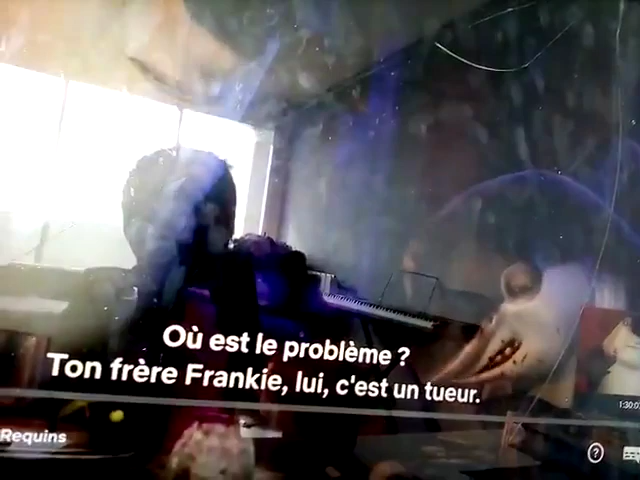 Où est le problème ?
Ton frère Frankie, lui, c'est un tueur.
1:30:0
Requins
?